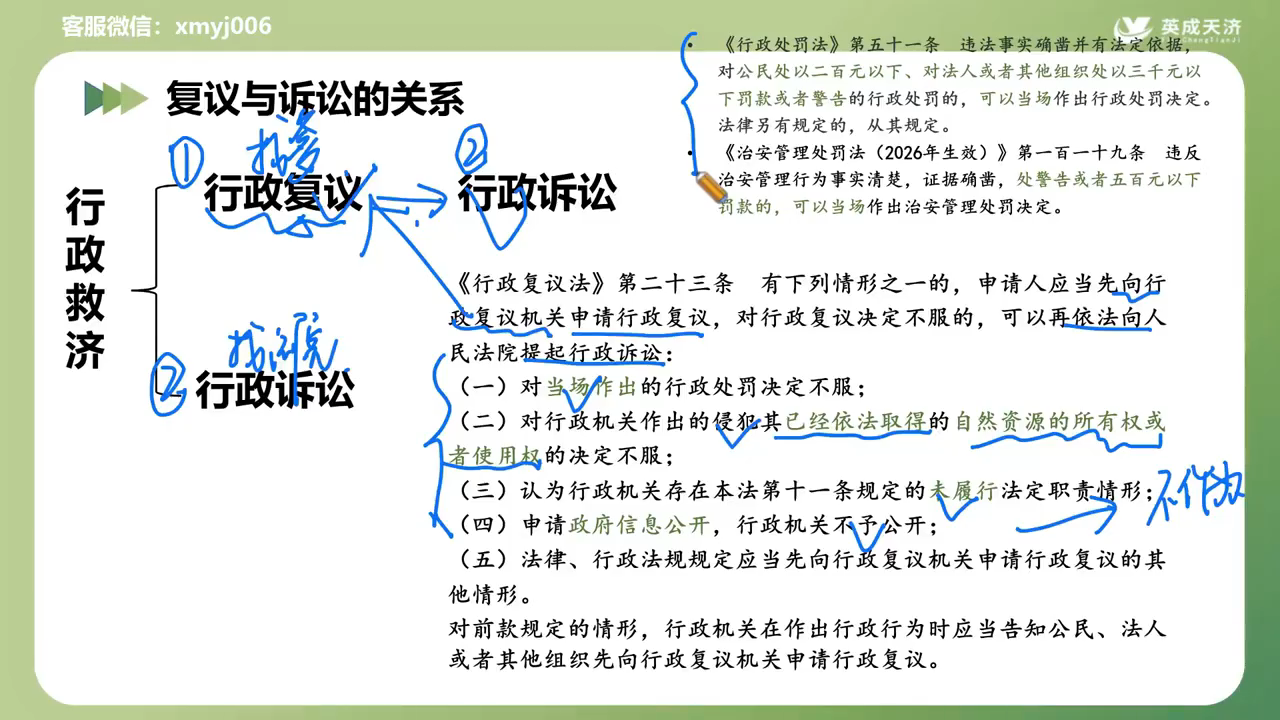 客服微信：xmyj006
英成天济
ChengTianJi
复议与诉讼的关系
《行政处罚法》第五十一条 违法事实确凿并有法定依据，
对公民处以二百元以下、对法人或者其他组织处以三千元以
下罚款或者警告的行政处罚的，可以当场作出行政处罚决定。
法律另有规定的，从其规定。
《治安管理处罚法（2026年生效）》第一百一十九条 违反
治安管理行为事实清楚，证据确凿，处警告或者五百元以下
罚款的，可以当场作出治安管理处罚决定。
行政救济
① 
行政复议
②
行政诉讼
找法院
②
行政诉讼
《行政复议法》第二十三条 有下列情形之一的，申请人应当先向行
政复议机关申请行政复议，对行政复议决定不服的，可以再依法向人
民法院提起行政诉讼：
（一）对当场作出的行政处罚决定不服；
（二）对行政机关作出的侵犯其已经依法取得的自然资源的所有权或
者使用权的决定不服；
（三）认为行政机关存在本法第十一条规定的未履行法定职责情形；
不作为
（四）申请政府信息公开，行政机关不予公开；
（五）法律、行政法规规定应当先向行政复议机关申请行政复议的其
他情形。
对前款规定的情形，行政机关在作出行政行为时应当告知公民、法人
或者其他组织先向行政复议机关申请行政复议。